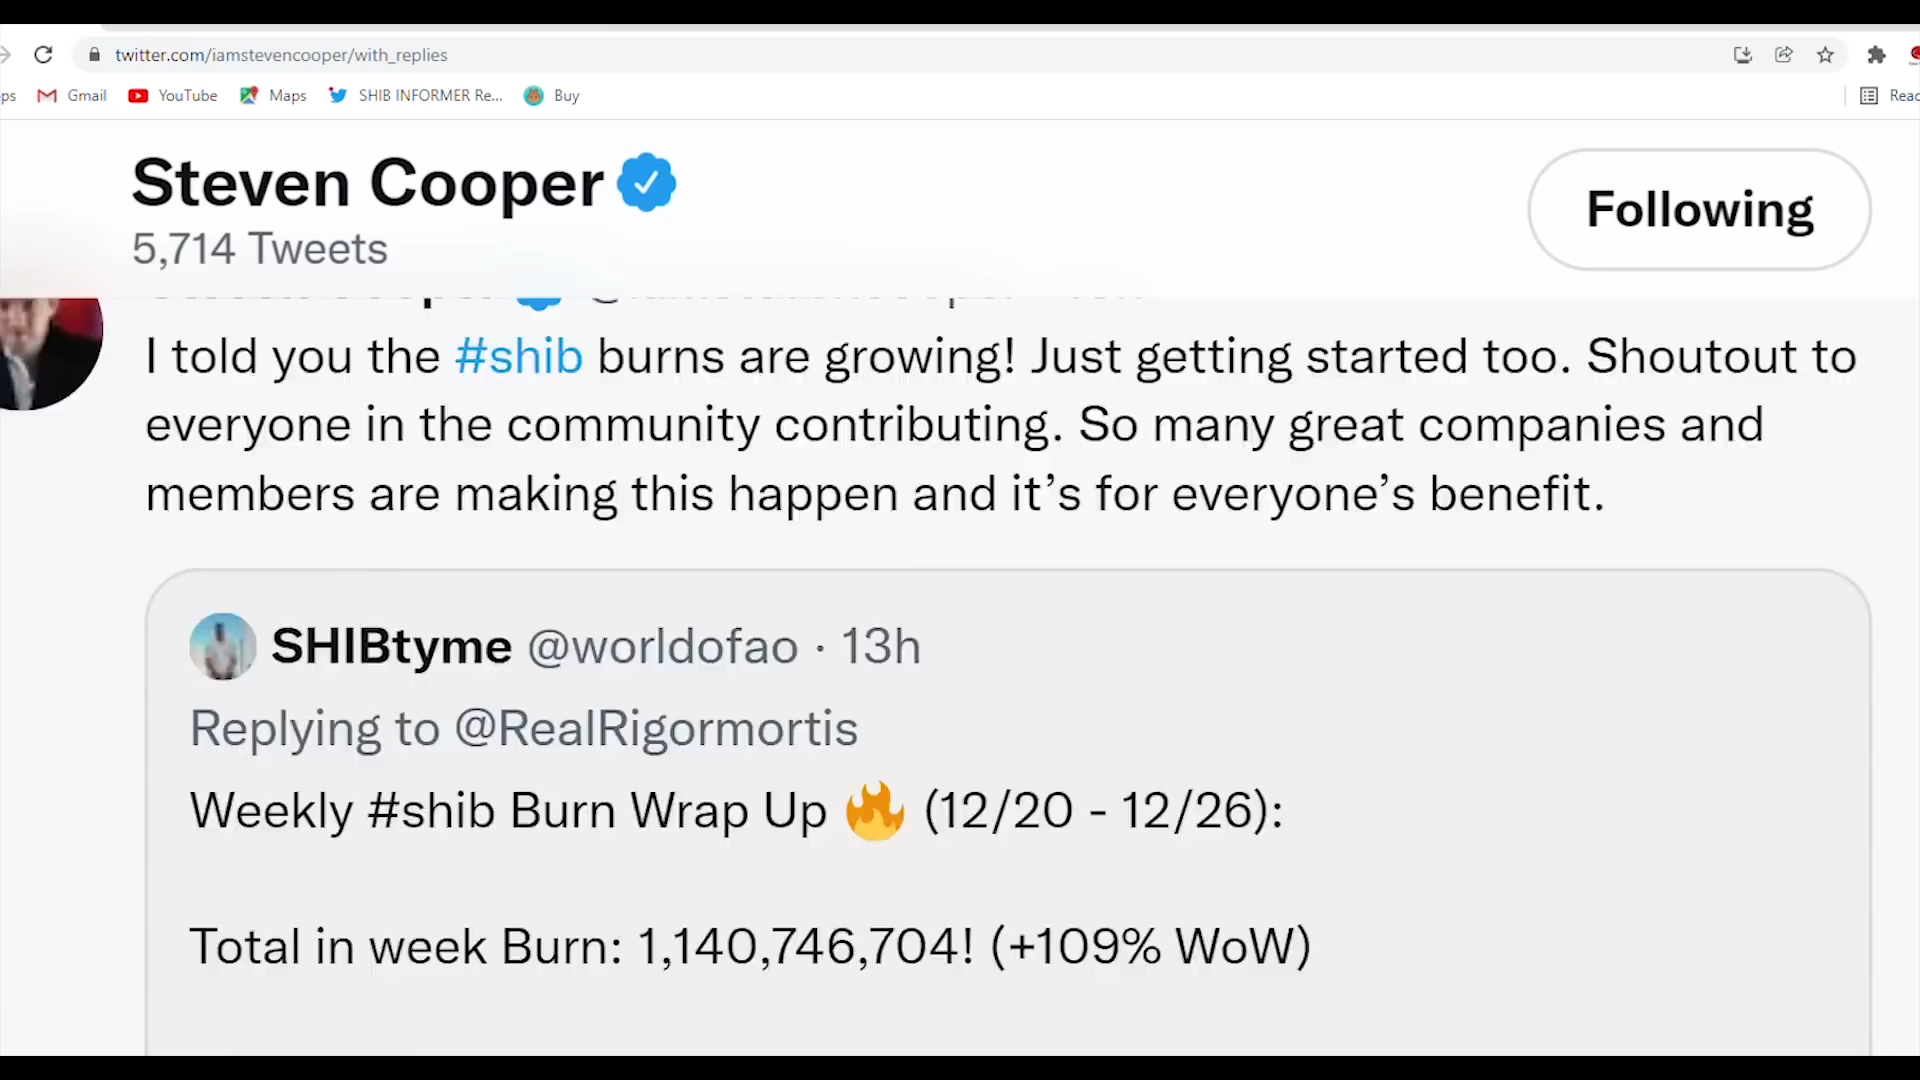 twitter.com/iamstevencooper/with_replies
ps Gmail YouTube Maps SHIB INFORMER Re... Buy Reac
Steven Cooper
5,714 Tweets
Following
I told you the #shib burns are growing! Just getting started too. Shoutout to
everyone in the community contributing. So many great companies and
members are making this happen and it’s for everyone’s benefit.
SHIBtyme @worldofao · 13h
Replying to @RealRigormortis
Weekly #shib Burn Wrap Up 🔥 (12/20 - 12/26):
Total in week Burn: 1,140,746,704! (+109% WoW)